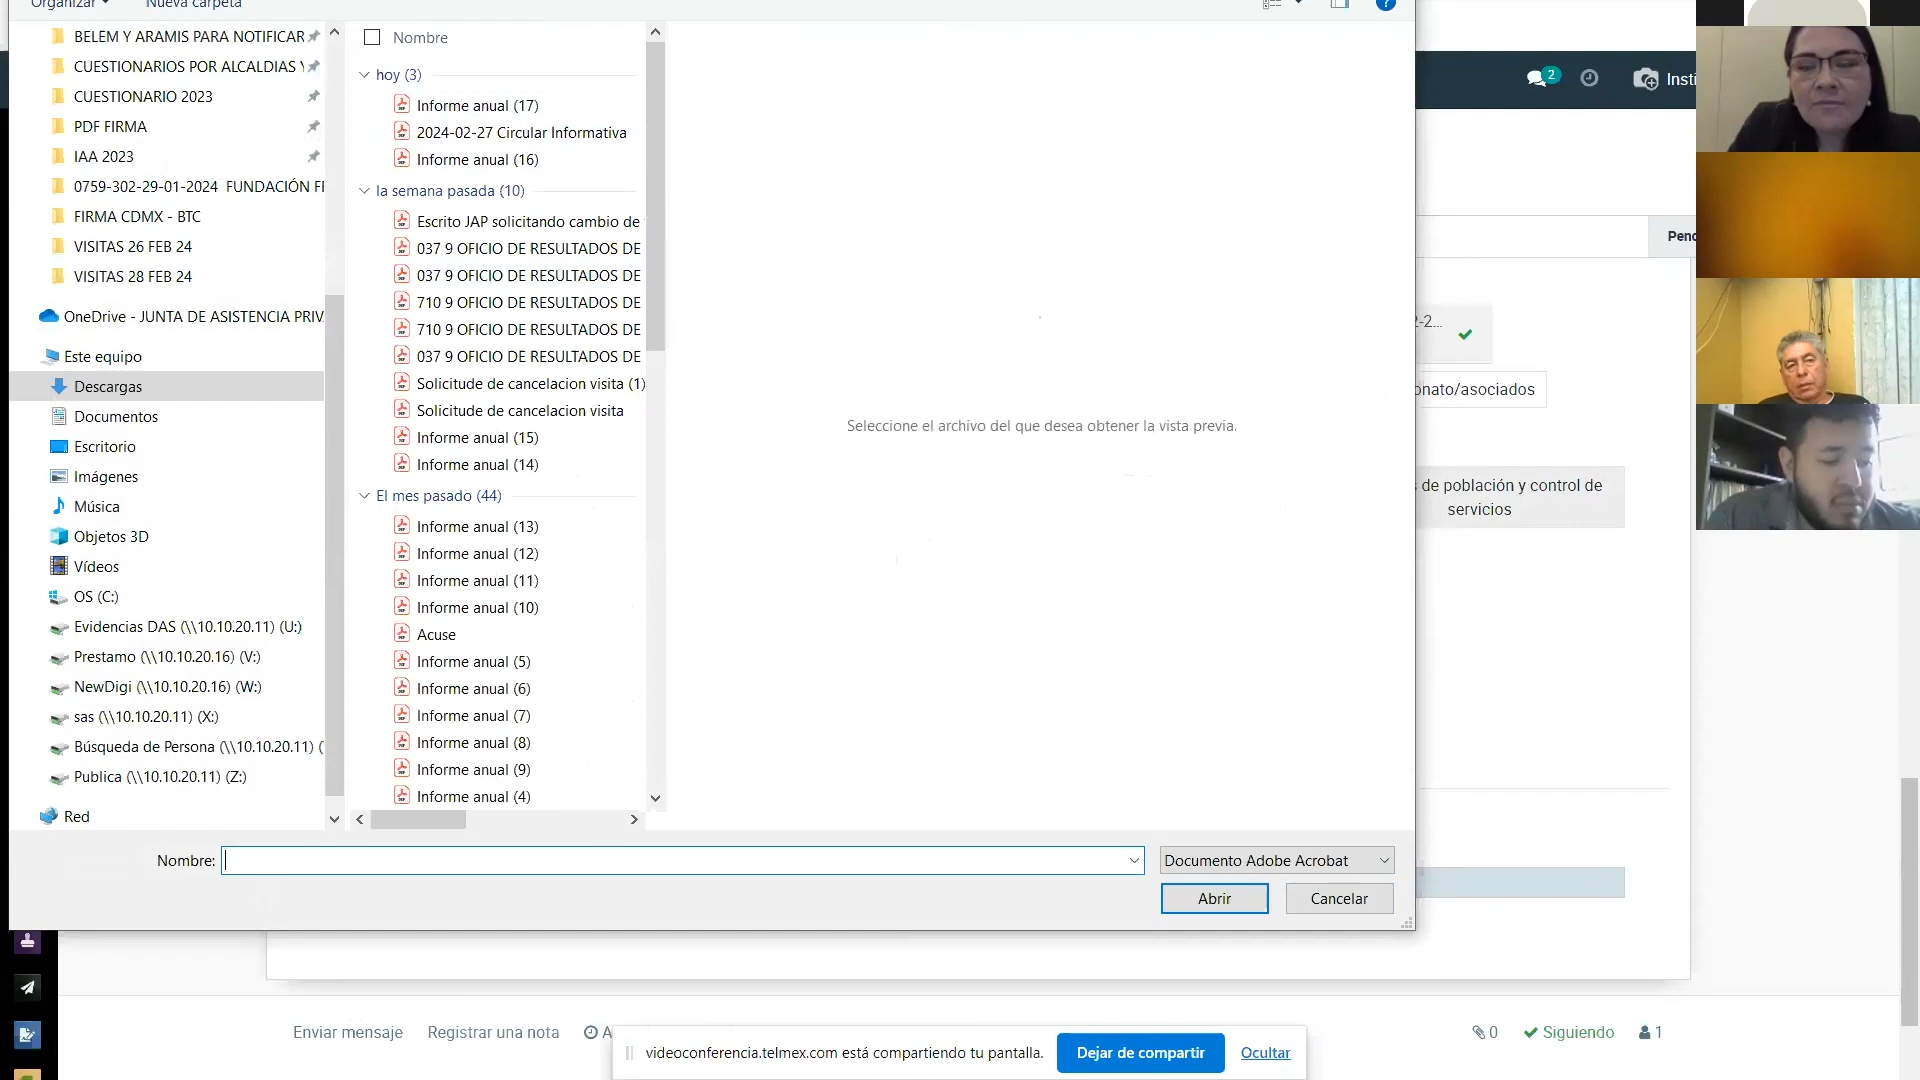 Organizar
Nueva carpeta
BELEM Y ARAMIS PARA NOTIFICAR
CUESTIONARIOS POR ALCALDIAS Y
CUESTIONARIO 2023
PDF FIRMA
IAA 2023
0759-302-29-01-2024 FUNDACIÓN FR
FIRMA CDMX - BTC
VISITAS 26 FEB 24
VISITAS 28 FEB 24
OneDrive - JUNTA DE ASISTENCIA PRIV
Este equipo
Descargas
Documentos
Escritorio
Imágenes
Música
Objetos 3D
Vídeos
OS (C:)
Evidencias DAS (\\10.10.20.11) (U:)
Prestamo (\\10.10.20.16) (V:)
NewDigi (\\10.10.20.16) (W:)
sas (\\10.10.20.11) (X:)
Búsqueda de Persona (\\10.10.20.11) (
Publica (\\10.10.20.11) (Z:)
Red
Nombre
hoy (3)
Informe anual (17)
2024-02-27 Circular Informativa
Informe anual (16)
la semana pasada (10)
Escrito JAP solicitando cambio de
037 9 OFICIO DE RESULTADOS DE
037 9 OFICIO DE RESULTADOS DE
710 9 OFICIO DE RESULTADOS DE
710 9 OFICIO DE RESULTADOS DE
037 9 OFICIO DE RESULTADOS DE
Solicitude de cancelacion visita (1)
Solicitude de cancelacion visita
Informe anual (15)
Informe anual (14)
El mes pasado (44)
Informe anual (13)
Informe anual (12)
Informe anual (11)
Informe anual (10)
Acuse
Informe anual (5)
Informe anual (6)
Informe anual (7)
Informe anual (8)
Informe anual (9)
Informe anual (4)
Seleccione el archivo del que desea obtener la vista previa.
Nombre:
Documento Adobe Acrobat
Abrir
Cancelar
2
Insti
Pend
2-2...
onato/asociados
de población y control de
servicios
Enviar mensaje
Registrar una nota
A
0
Siguiendo
1
videoconferencia.telmex.com está compartiendo tu pantalla.
Dejar de compartir
Ocultar